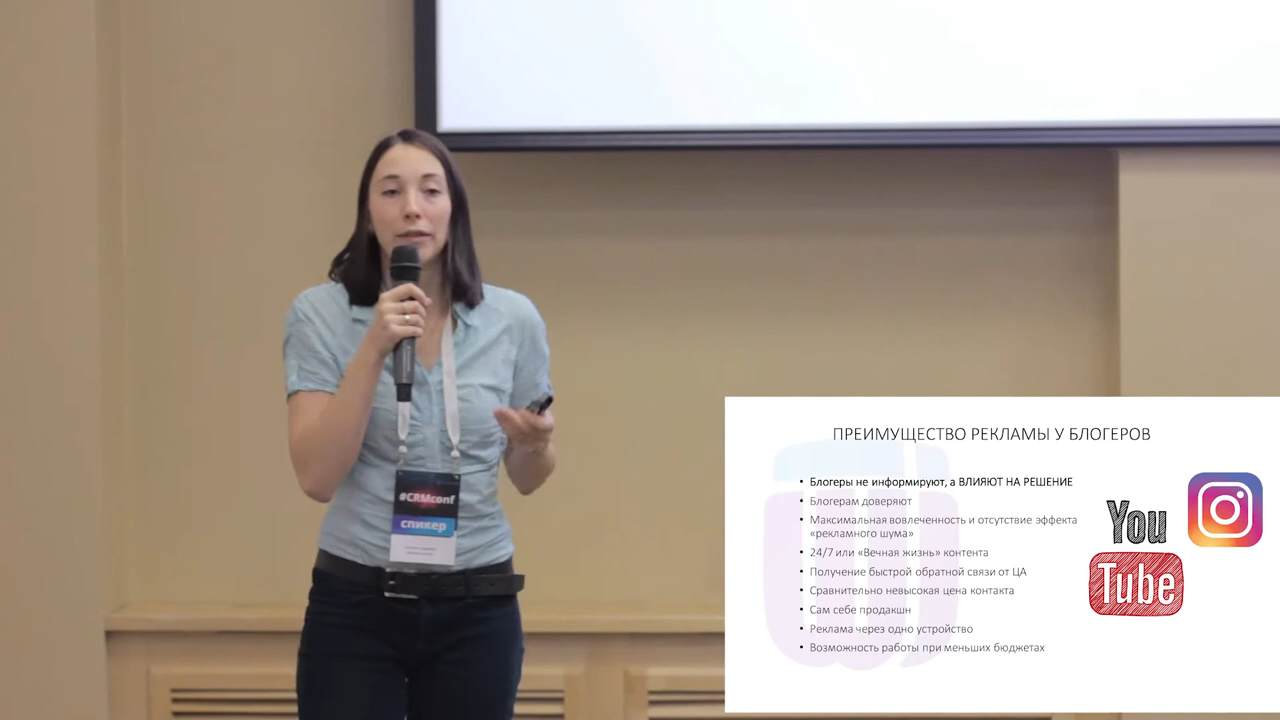 #CRMconf
спикер
ПРЕИМУЩЕСТВО РЕКЛАМЫ У БЛОГЕРОВ
• Блогеры не информируют, а ВЛИЯЮТ НА РЕШЕНИЕ
• Блогерам доверяют
• Максимальная вовлеченность и отсутствие эффекта
«рекламного шума»
• 24/7 или «Вечная жизнь» контента
• Получение быстрой обратной связи от ЦА
• Сравнительно невысокая цена контакта
• Сам себе продакшн
• Реклама через одно устройство
• Возможность работы при меньших бюджетах
You
Tube